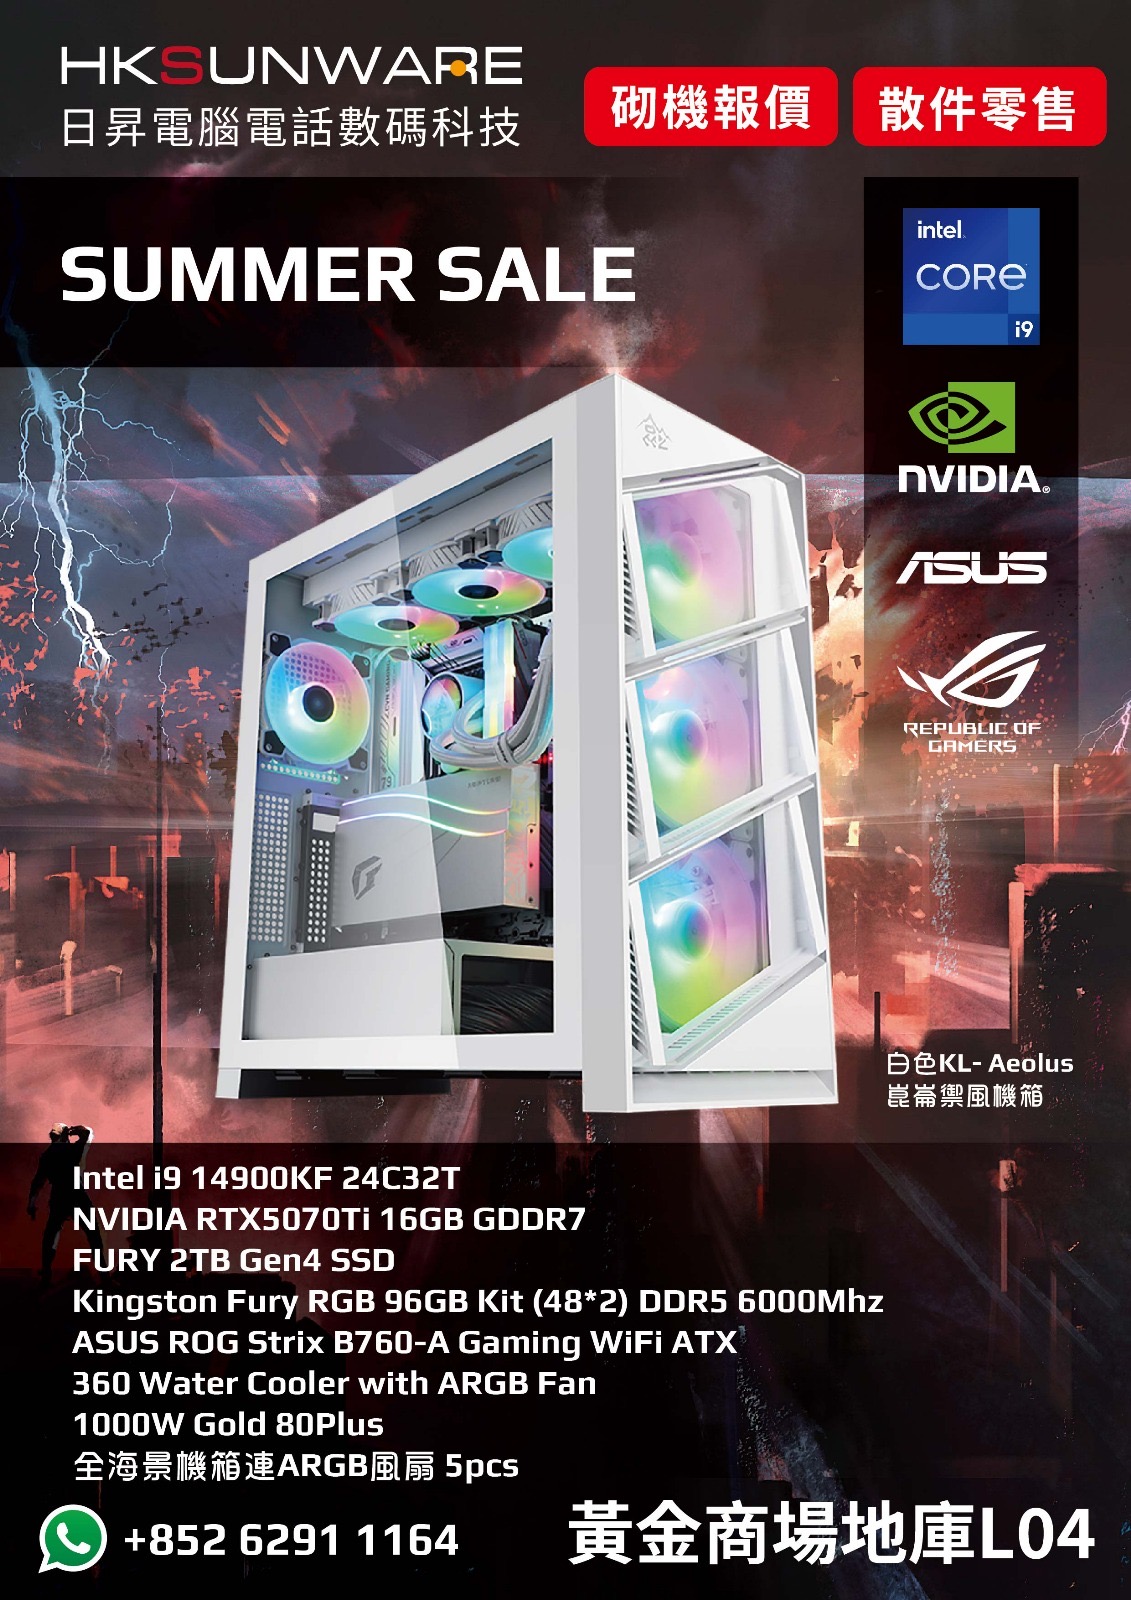 HKSUNWARE
日昇電腦電話數碼科技
砌機報價
散件零售
SUMMER SALE
intel
CORE
i9
NVIDIA®
ASUS
REPUBLIC OF
GAMERS
白色KL- Aeolus
崑崙禦風機箱
Intel i9 14900KF 24C32T
NVIDIA RTX5070Ti 16GB GDDR7
FURY 2TB Gen4 SSD
Kingston Fury RGB 96GB Kit (48*2) DDR5 6000Mhz
ASUS ROG Strix B760-A Gaming WiFi ATX
360 Water Cooler with ARGB Fan
1000W Gold 80Plus
全海景機箱連ARGB風扇 5pcs
+852 6291 1164
黃金商場地庫L04